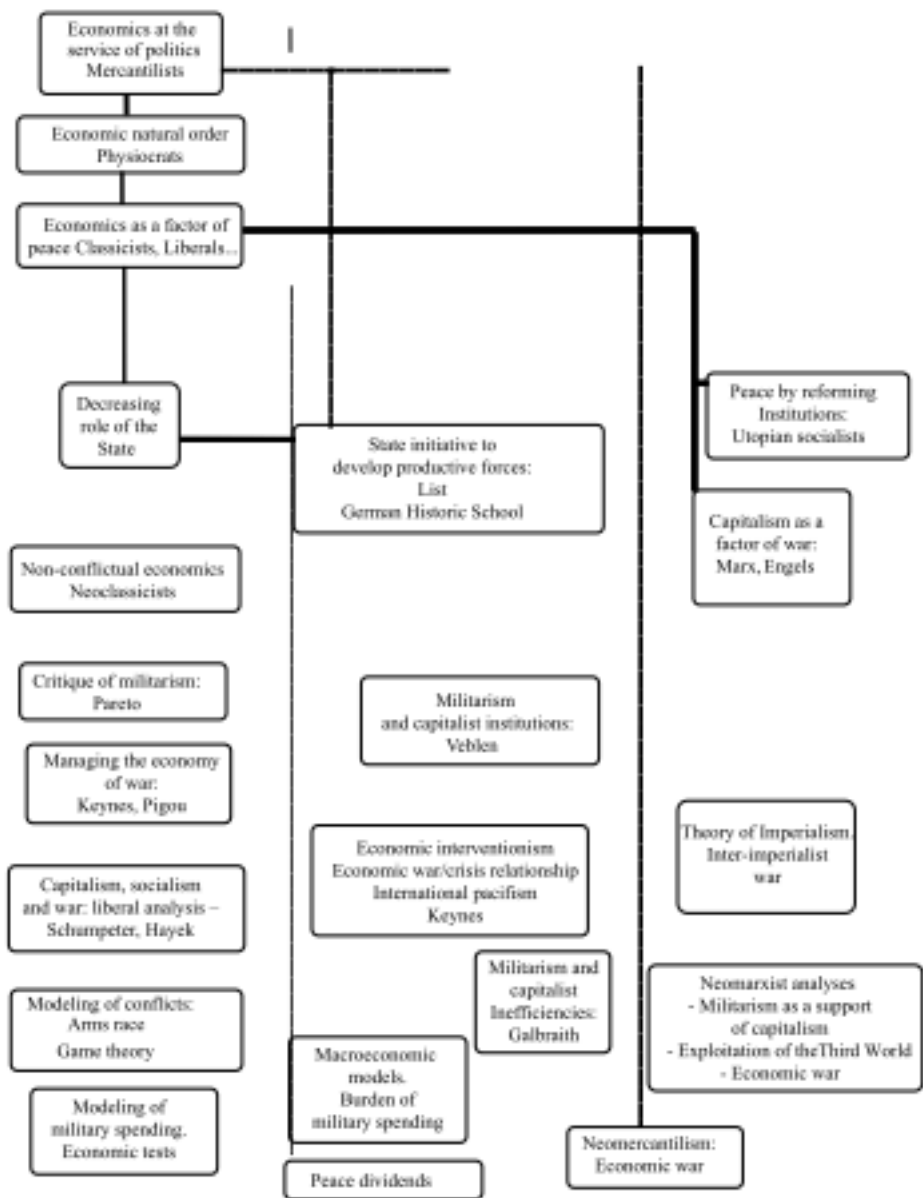 Economics at the
service of politics
Mercantilists
Economic natural order
Physiocrats
Economics as a factor of
peace Classicists, Liberals...
Decreasing
role of the
State
State initiative to
develop productive forces:
List
German Historic School
Peace by reforming
Institutions:
Utopian socialists
Capitalism as a
factor of war:
Marx, Engels
Non-conflictual economics
Neoclassicists
Critique of militarism:
Pareto
Militarism
and capitalist institutions:
Veblen
Managing the economy
of war:
Keynes, Pigou
Economic interventionism
Economic war/crisis relationship
International pacifism
Keynes
Theory of Imperialism.
Inter-imperialist
war
Capitalism, socialism
and war: liberal analysis –
Schumpeter, Hayek
Militarism and
capitalist
Inefficiencies:
Galbraith
Neomarxist analyses
- Militarism as a support
of capitalism
- Exploitation of theThird World
- Economic war
Modeling of conflicts:
Arms race
Game theory
Macroeconomic
models.
Burden of
military spending
Modeling of
military spending.
Economic tests
Neomercantilism:
Economic war
Peace dividends